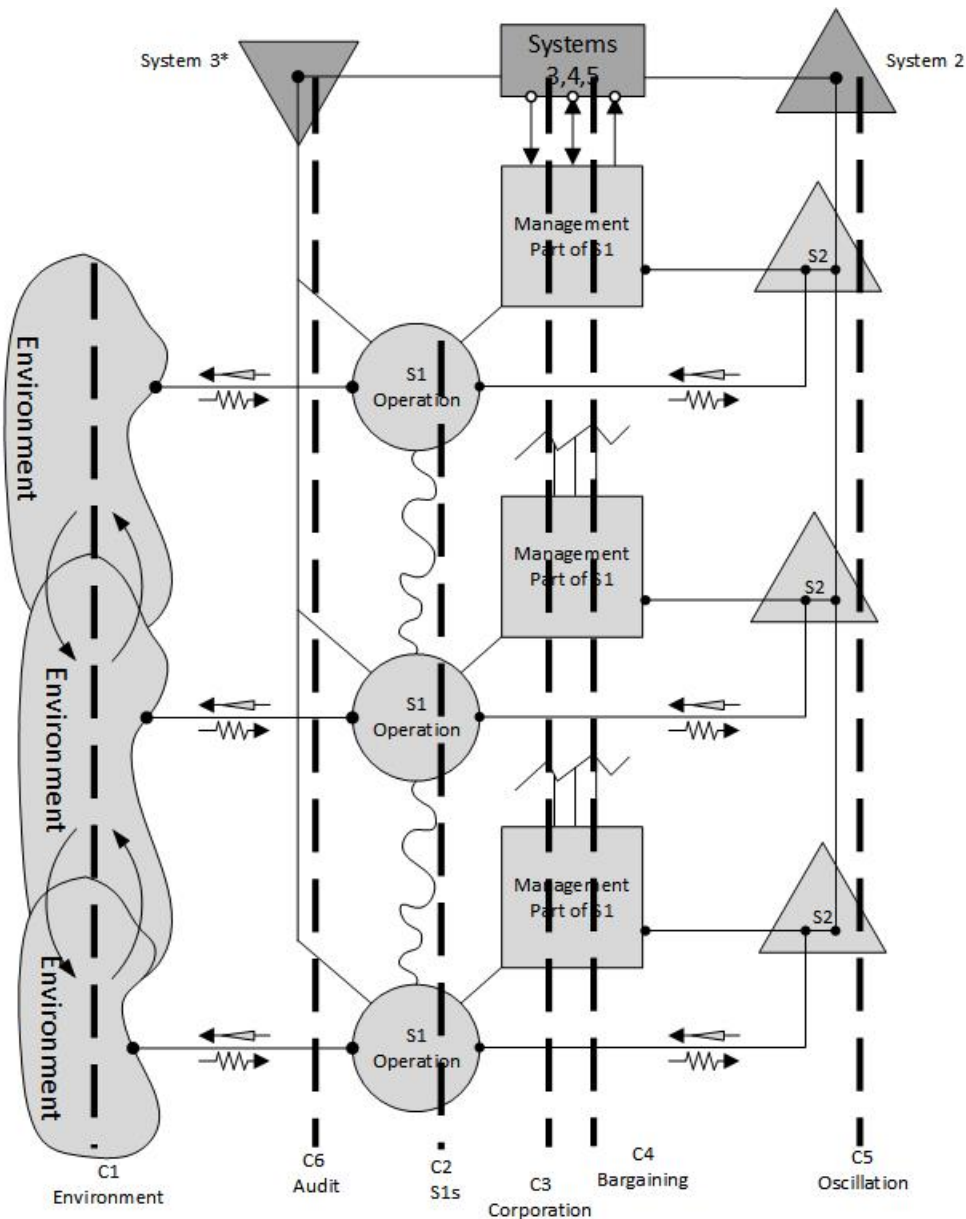 System 3*
Systems
3,4,5
System 2
Management
Part of S1
S2
Environment
S1
Operation
Management
Part of S1
S2
Environment
S1
Operation
Management
Part of S1
S2
Environment
S1
Operation
C1
Environment
C6
Audit
C2
S1s
C3
Corporation
C4
Bargaining
C5
Oscillation